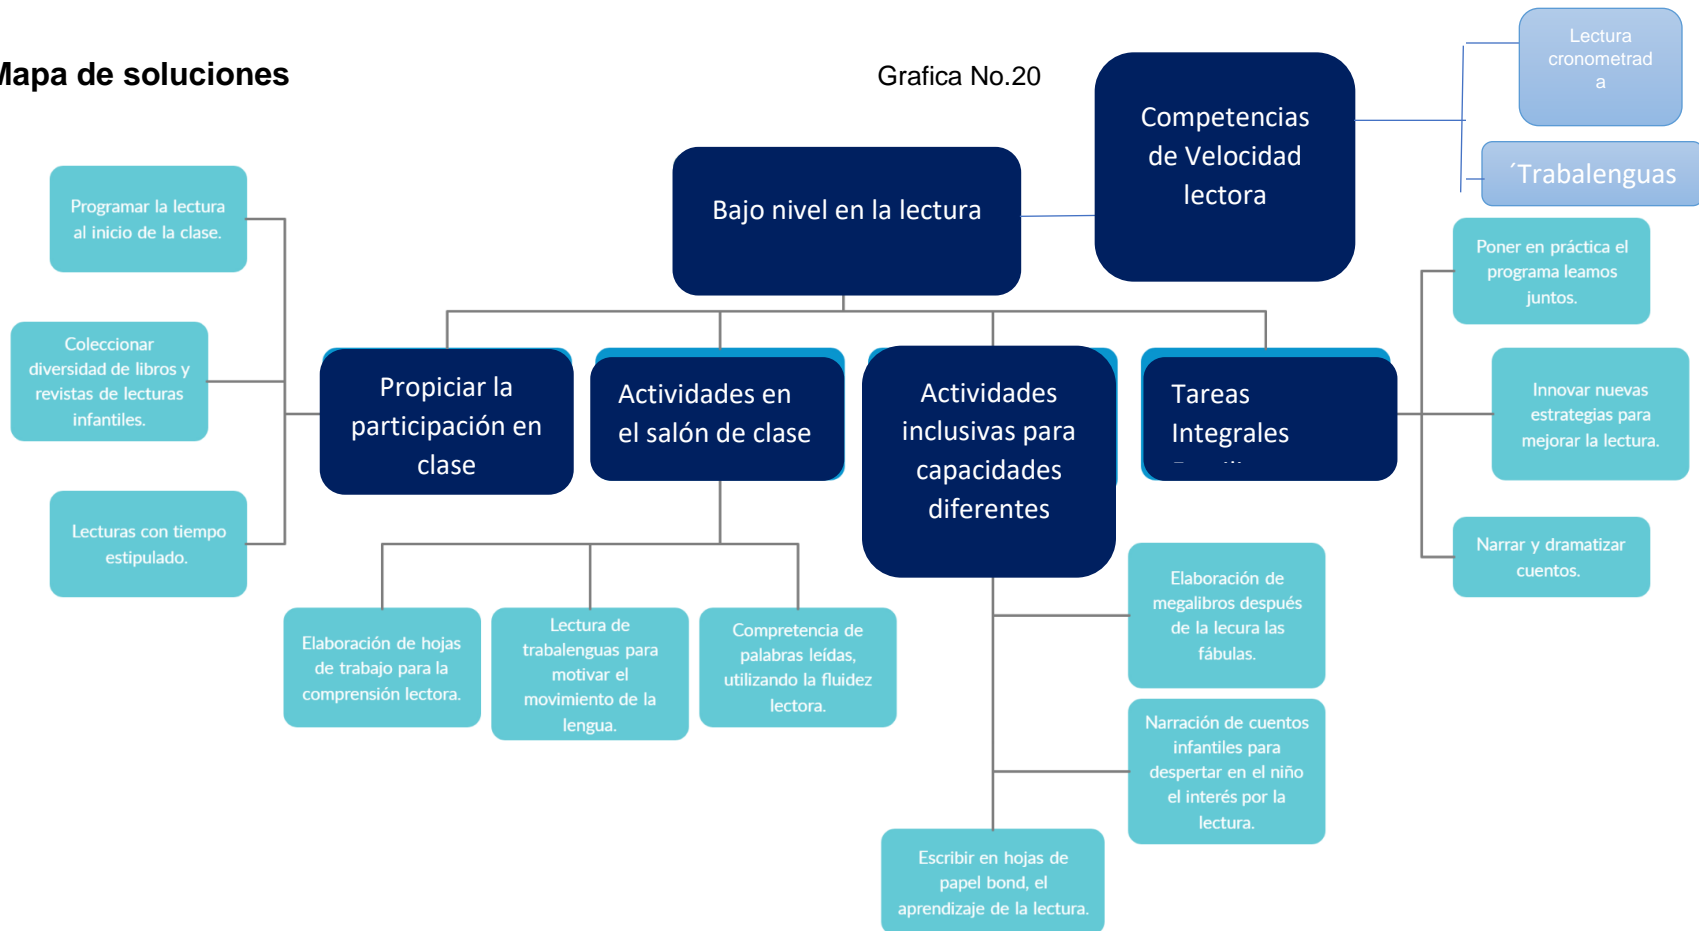 Mapa de soluciones
Grafica No.20
Lectura
cronometrad
a
´Trabalenguas
Competencias
de Velocidad
lectora
Bajo nivel en la lectura
Programar la lectura
al inicio de la clase.
Coleccionar
diversidad de libros y
revistas de lecturas
infantiles.
Lecturas con tiempo
estipulado.
Propiciar la
participación en
clase
Actividades en
el salón de clase
Actividades
inclusivas para
capacidades
diferentes
Tareas
Integrales
Poner en práctica el
programa leamos
juntos.
Innovar nuevas
estrategias para
mejorar la lectura.
Narrar y dramatizar
cuentos.
Elaboración de hojas
de trabajo para la
comprensión lectora.
Lectura de
trabalenguas para
motivar el
movimiento de la
lengua.
Compretencia de
palabras leídas,
utilizando la fluidez
lectora.
Elaboración de
megalibros después
de la lecura las
fábulas.
Narración de cuentos
infantiles para
despertar en el niño
el interés por la
lectura.
Escribir en hojas de
papel bond, el
aprendizaje de la lectura.